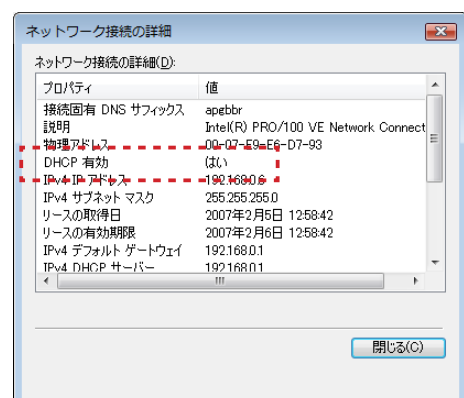 ネットワーク接続の詳細
ネットワーク接続の詳細(D):
プロパティ 値
接続固有 DNS サフィックス apegbbr
説明 Intel(R) PRO/100 VE Network Connect
物理アドレス 00-07-E9-E6-D7-93
DHCP 有効 はい
IPv4 IP アドレス 192.168.0.6
IPv4 サブネット マスク 255.255.255.0
リースの取得日 2007年2月5日 12:58:42
リースの有効期限 2007年2月6日 12:58:42
IPv4 デフォルト ゲートウェイ 192.168.0.1
IPv4 DHCP サーバー 192.168.0.1
閉じる(C)